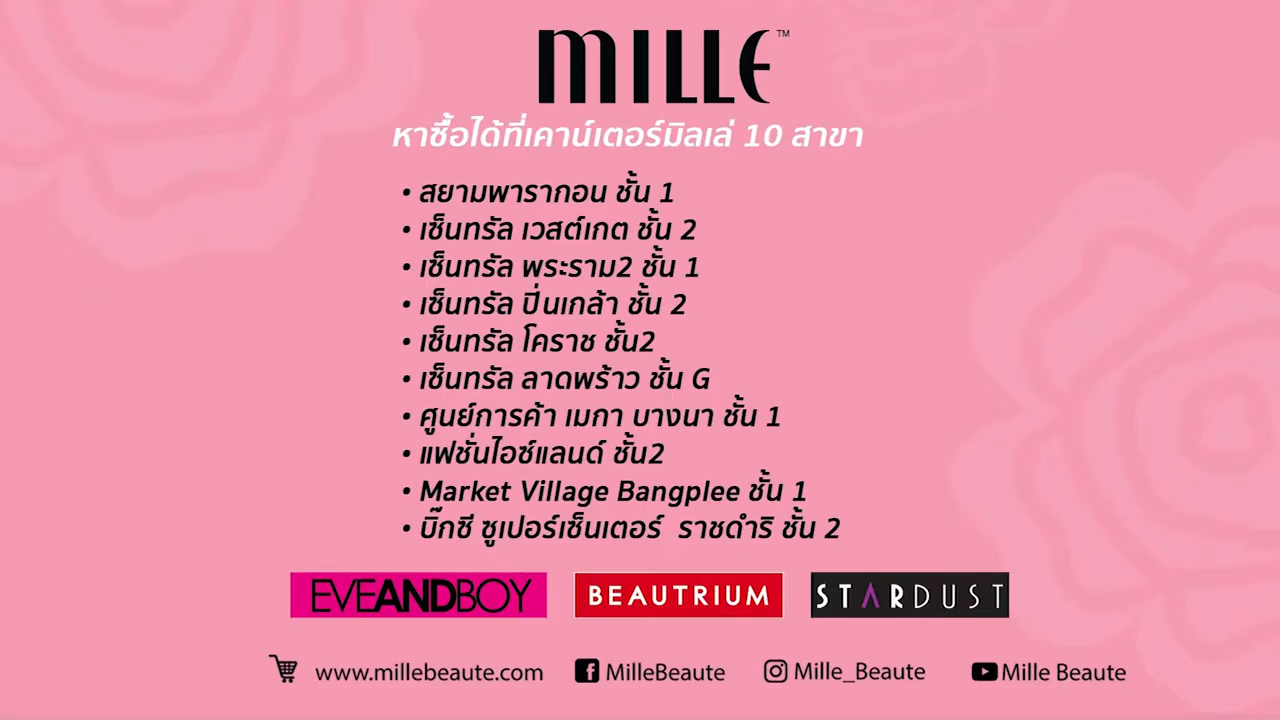 MILLE™
หาซื้อได้ที่เคาน์เตอร์มิลเล่ 10 สาขา
• สยามพารากอน ชั้น 1
• เซ็นทรัล เวสต์เกต ชั้น 2
• เซ็นทรัล พระราม2 ชั้น 1
• เซ็นทรัล ปิ่นเกล้า ชั้น 2
• เซ็นทรัล โคราช ชั้น2
• เซ็นทรัล ลาดพร้าว ชั้น G
• ศูนย์การค้า เมกา บางนา ชั้น 1
• แฟชั่นไอซ์แลนด์ ชั้น2
• Market Village Bangplee ชั้น 1
• บิ๊กซี ซูเปอร์เซ็นเตอร์ ราชดำริ ชั้น 2
EVEANDBOY BEAUTRIUM STARDUST
www.millebeaute.com MilleBeaute Mille_Beaute Mille Beaute